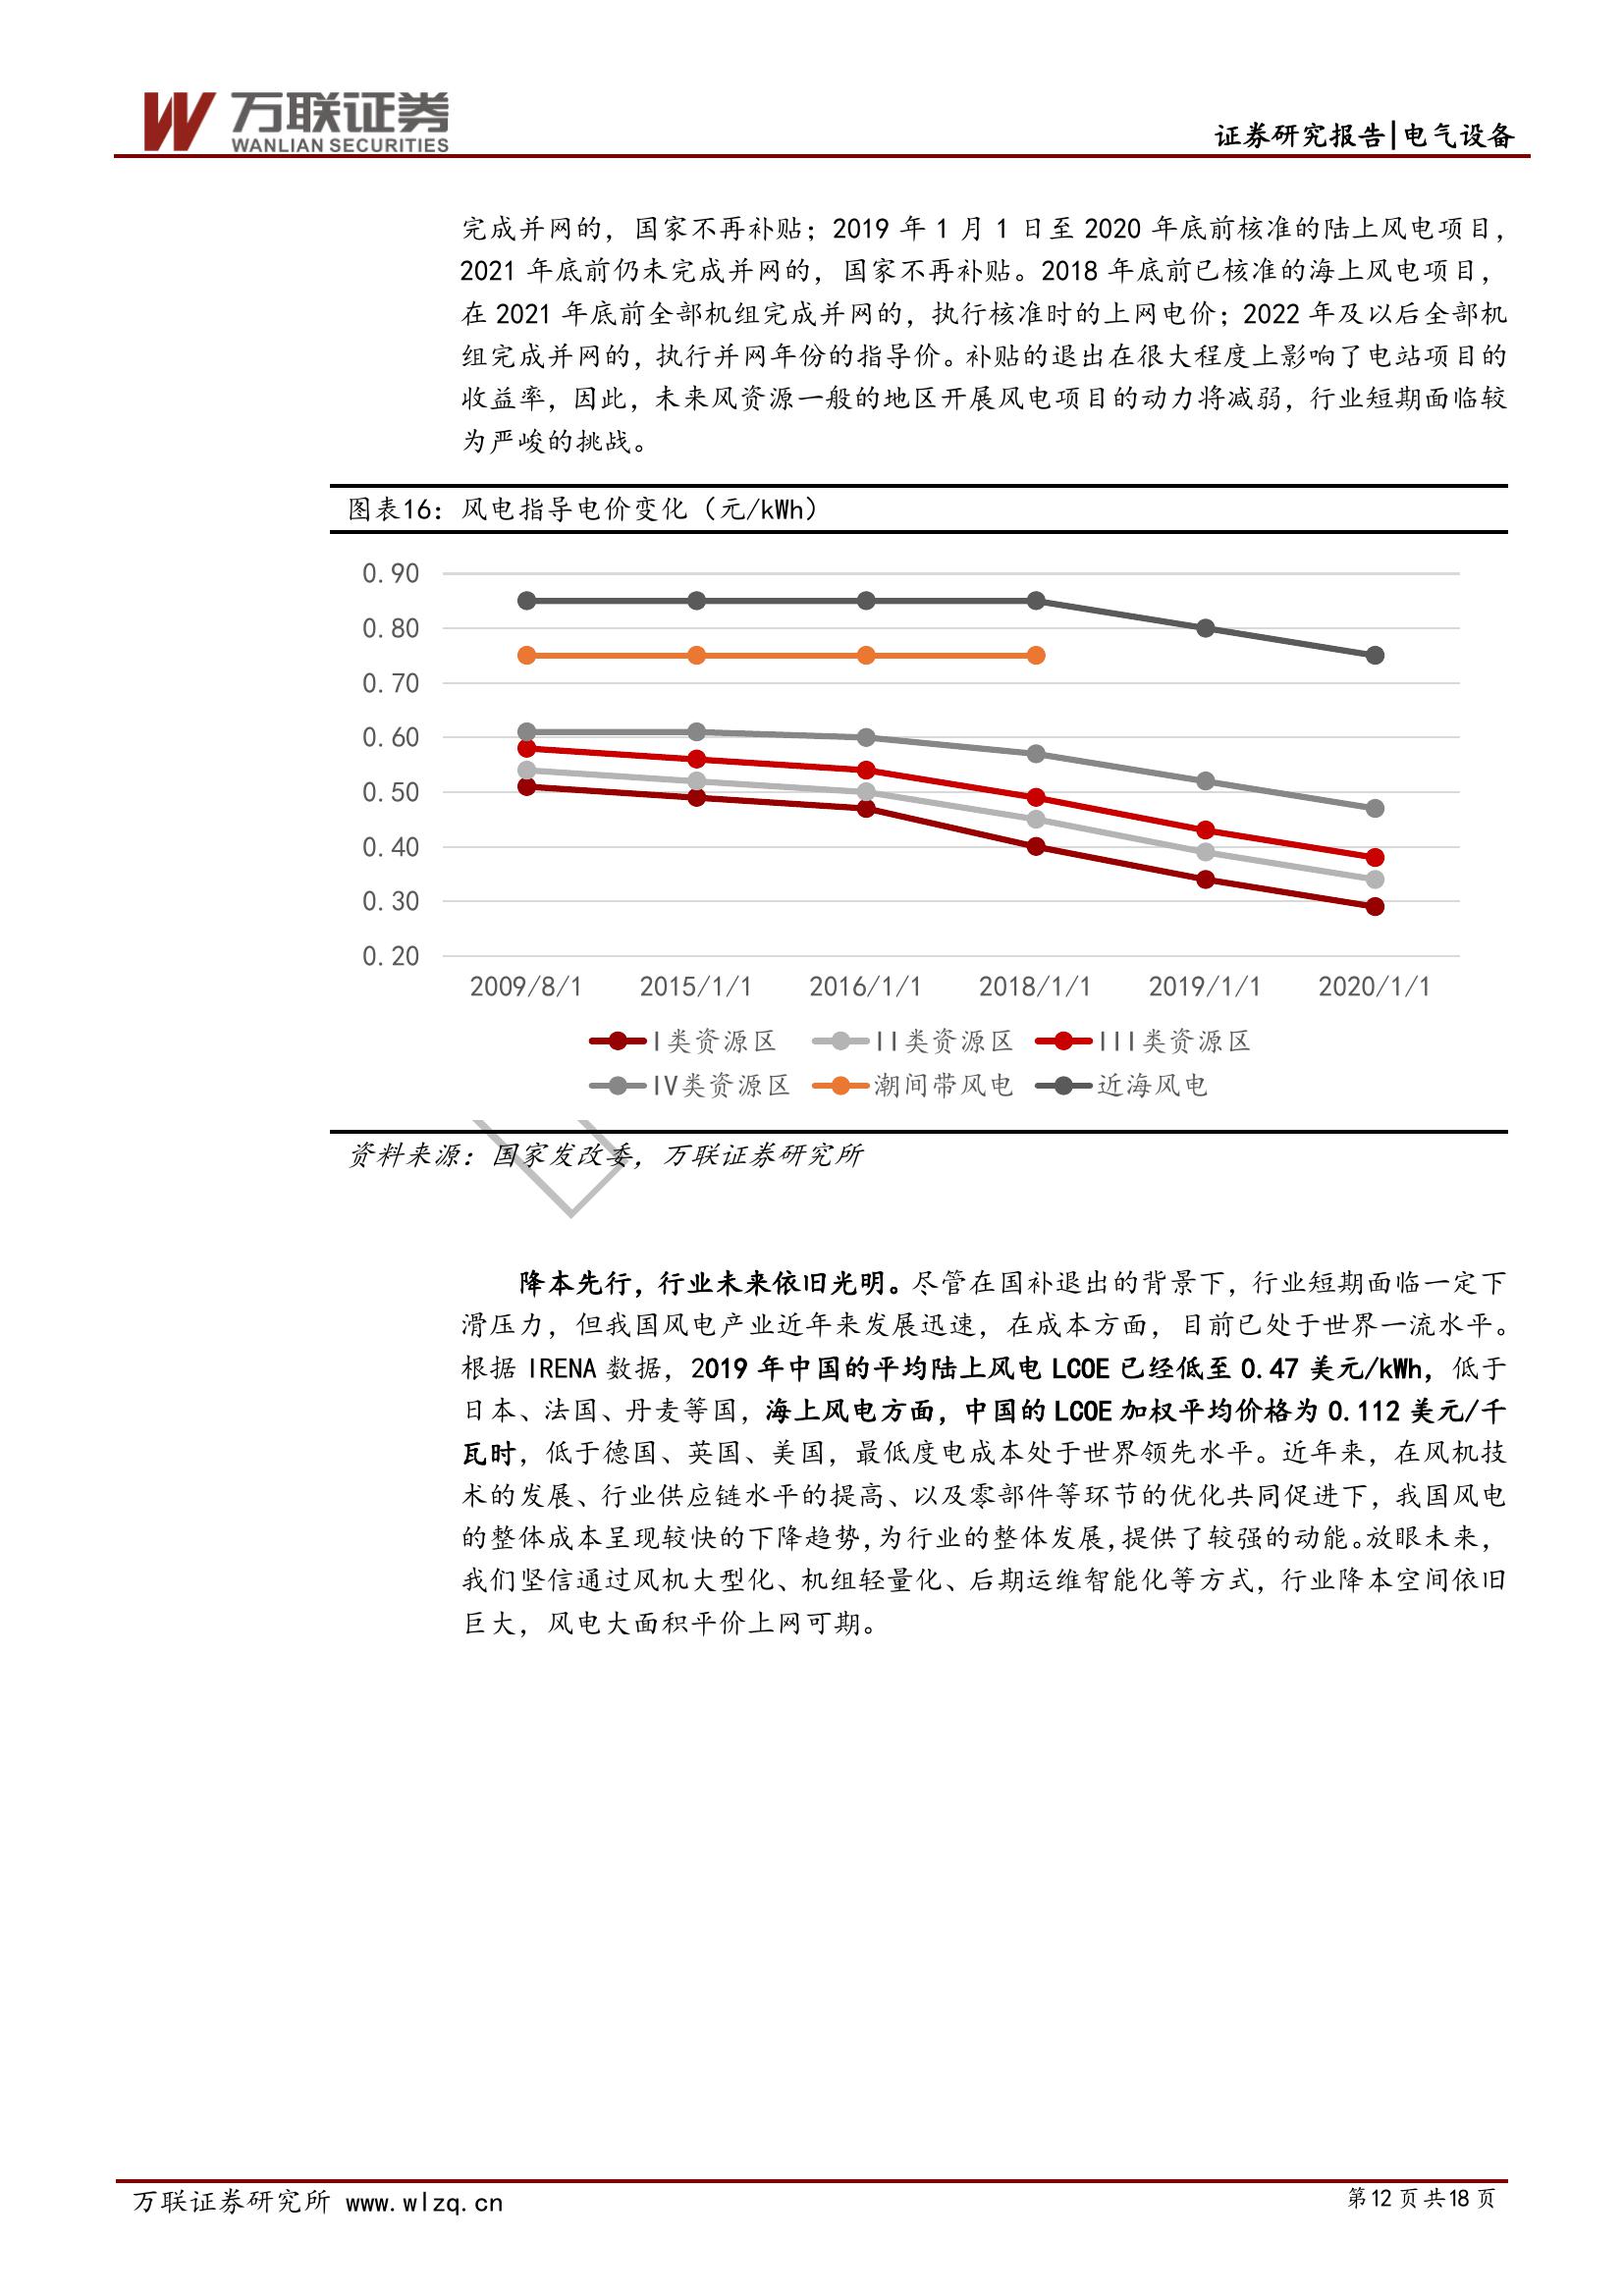 万联证券
WANLIAN SECURITIES
证券研究报告|电气设备
完成并网的，国家不再补贴；2019 年 1 月 1 日至 2020 年底前核准的陆上风电项目，
2021 年底前仍未完成并网的，国家不再补贴。2018 年底前已核准的海上风电项目，
在 2021 年底前全部机组完成并网的，执行核准时的上网电价；2022 年及以后全部机
组完成并网的，执行并网年份的指导价。补贴的退出在很大程度上影响了电站项目的
收益率，因此，未来风资源一般的地区开展风电项目的动力将减弱，行业短期面临较
为严峻的挑战。
图表16：风电指导电价变化（元/kWh）
0.90
0.80
0.70
0.60
0.50
0.40
0.30
0.20
2009/8/1 2015/1/1 2016/1/1 2018/1/1 2019/1/1 2020/1/1
I类资源区 II类资源区 III类资源区
IV类资源区 潮间带风电 近海风电
资料来源：国家发改委，万联证券研究所
降本先行，行业未来依旧光明。尽管在国补退出的背景下，行业短期面临一定下
滑压力，但我国风电产业近年来发展迅速，在成本方面，目前已处于世界一流水平。
根据 IRENA 数据，2019 年中国的平均陆上风电 LCOE 已经低至 0.47 美元/kWh，低于
日本、法国、丹麦等国，海上风电方面，中国的 LCOE 加权平均价格为 0.112 美元/千
瓦时，低于德国、英国、美国，最低度电成本处于世界领先水平。近年来，在风机技
术的发展、行业供应链水平的提高、以及零部件等环节的优化共同促进下，我国风电
的整体成本呈现较快的下降趋势，为行业的整体发展，提供了较强的动能。放眼未来，
我们坚信通过风机大型化、机组轻量化、后期运维智能化等方式，行业降本空间依旧
巨大，风电大面积平价上网可期。
万联证券研究所 www.wlzq.cn
第12 页 共18 页